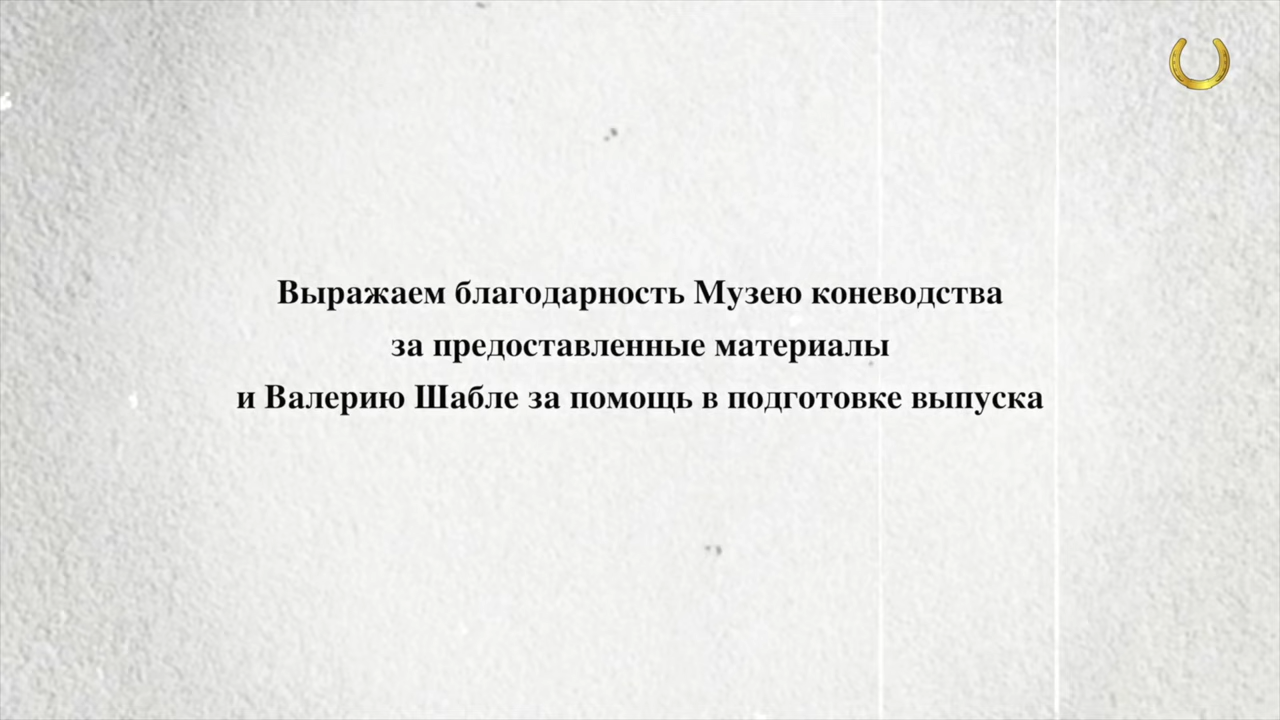 Выражаем благодарность Музею коневодства
за предоставленные материалы
и Валерию Шабле за помощь в подготовке выпуска